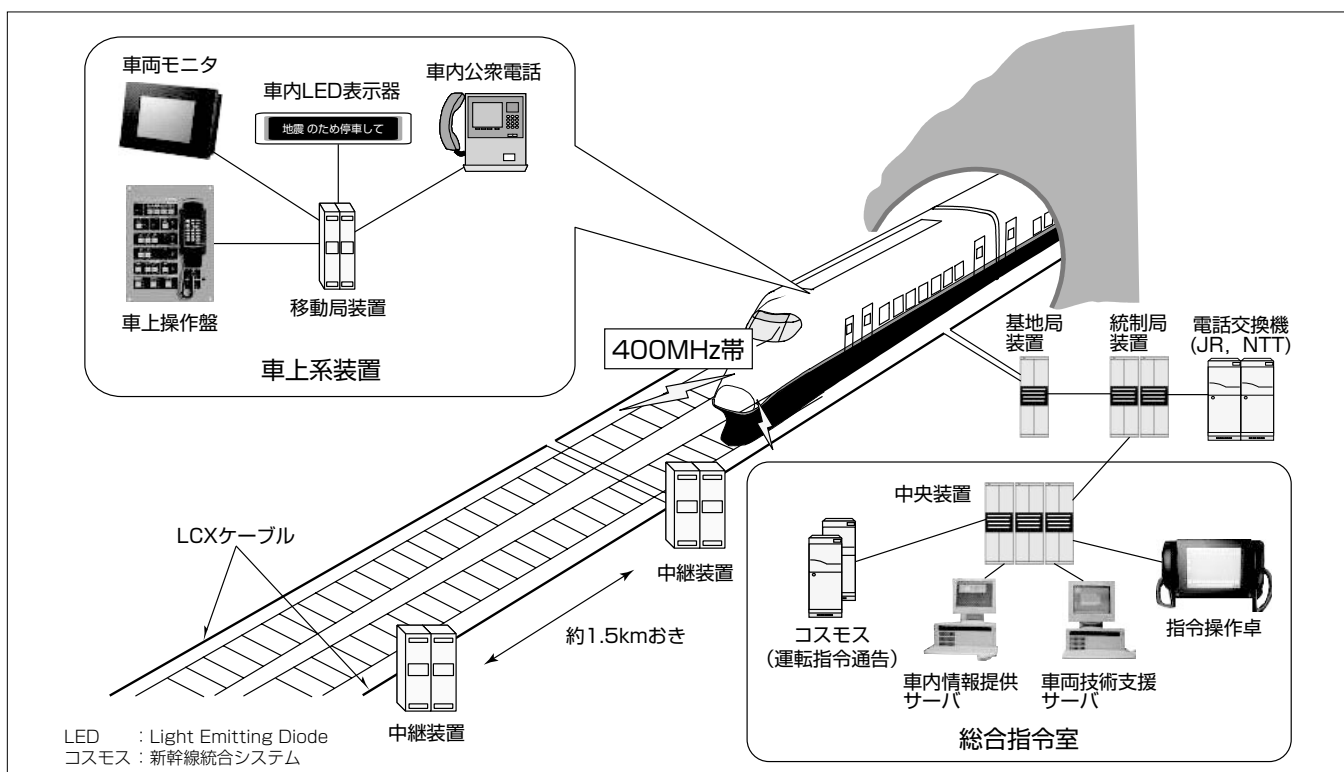 車両モニタ
車内LED表示器
地震 のため停車して
車内公衆電話
車上操作盤
移動局装置
車上系装置
400MHz帯
基地局
装置
統制局
装置
電話交換機
(JR，NTT)
LCXケーブル
中継装置
約1.5kmおき
中継装置
中央装置
コスモス
(運転指令通告)
車内情報提供
サーバ
車両技術支援
サーバ
指令操作卓
総合指令室
LED ：Light Emitting Diode
コスモス：新幹線統合システム